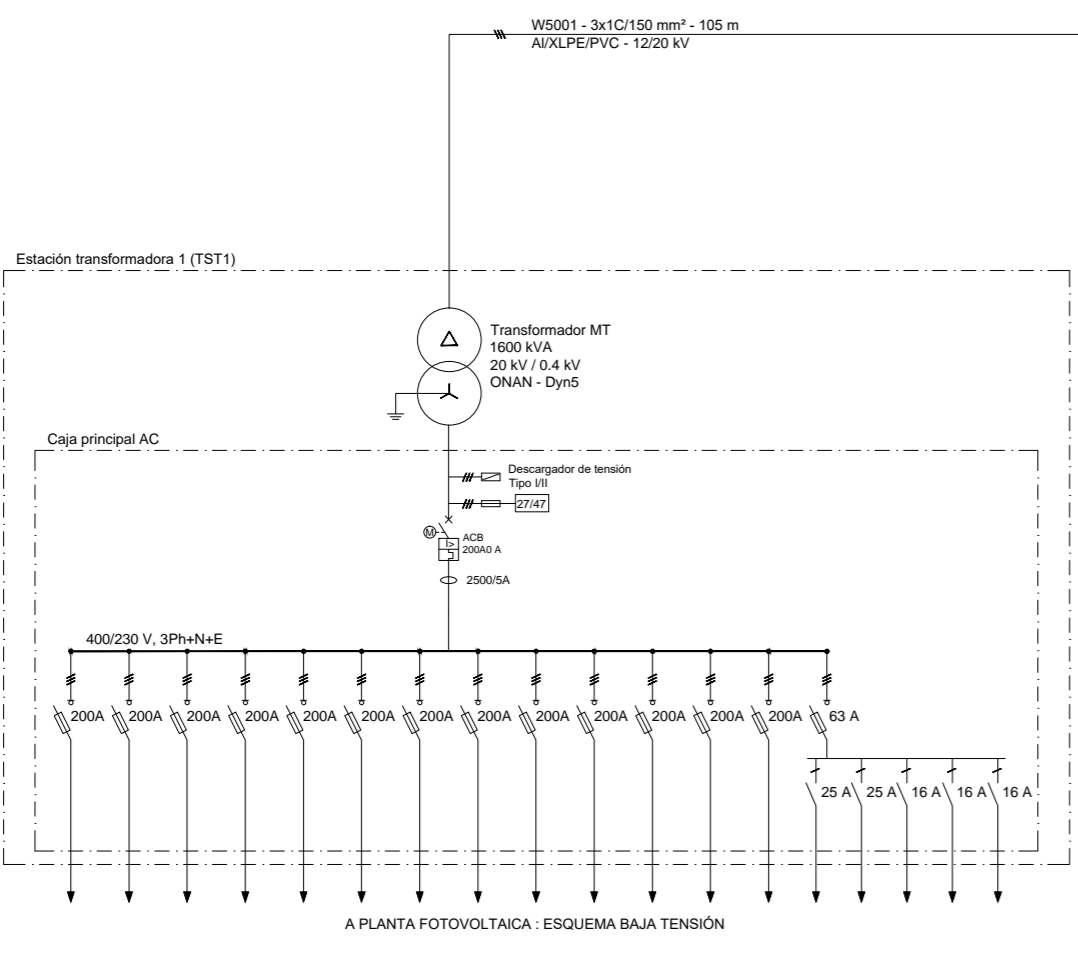 W5001 - 3x1C/150 mm² - 105 m
Al/XLPE/PVC - 12/20 kV
Estación transformadora 1 (TST1)
Transformador MT
1600 kVA
20 kV / 0.4 kV
ONAN - Dyn5
Caja principal AC
Descargador de tensión
Tipo I/II
27/47
M
ACB
I> 200A0 A
2500/5A
400/230 V, 3Ph+N+E
200A 200A 200A 200A 200A 200A 200A 200A 200A 200A 200A 200A 200A 63 A
25 A 25 A 16 A 16 A 16 A
A PLANTA FOTOVOLTAICA : ESQUEMA BAJA TENSIÓN